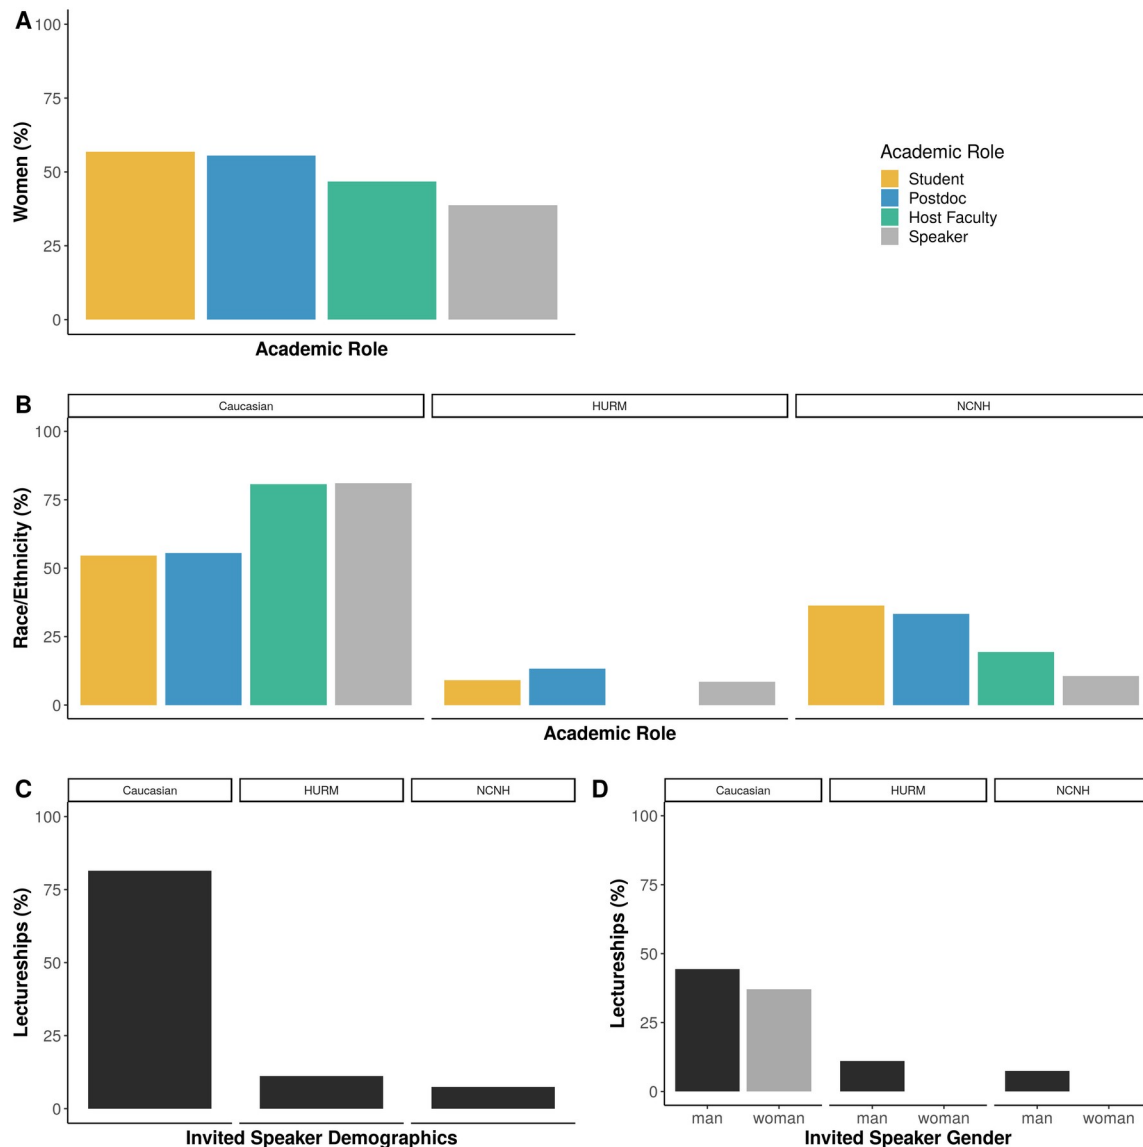 A
100
75
50
25
0
Women (%)
Academic Role
Academic Role
Student
Postdoc
Host Faculty
Speaker
B
Caucasian
HURM
NCNH
100
75
50
25
0
Race/Ethnicity (%)
Academic Role
C
Caucasian
HURM
NCNH
100
75
50
25
0
Lectureships (%)
Invited Speaker Demographics
D
Caucasian
HURM
NCNH
100
75
50
25
0
Lectureships (%)
man woman man woman man woman
Invited Speaker Gender